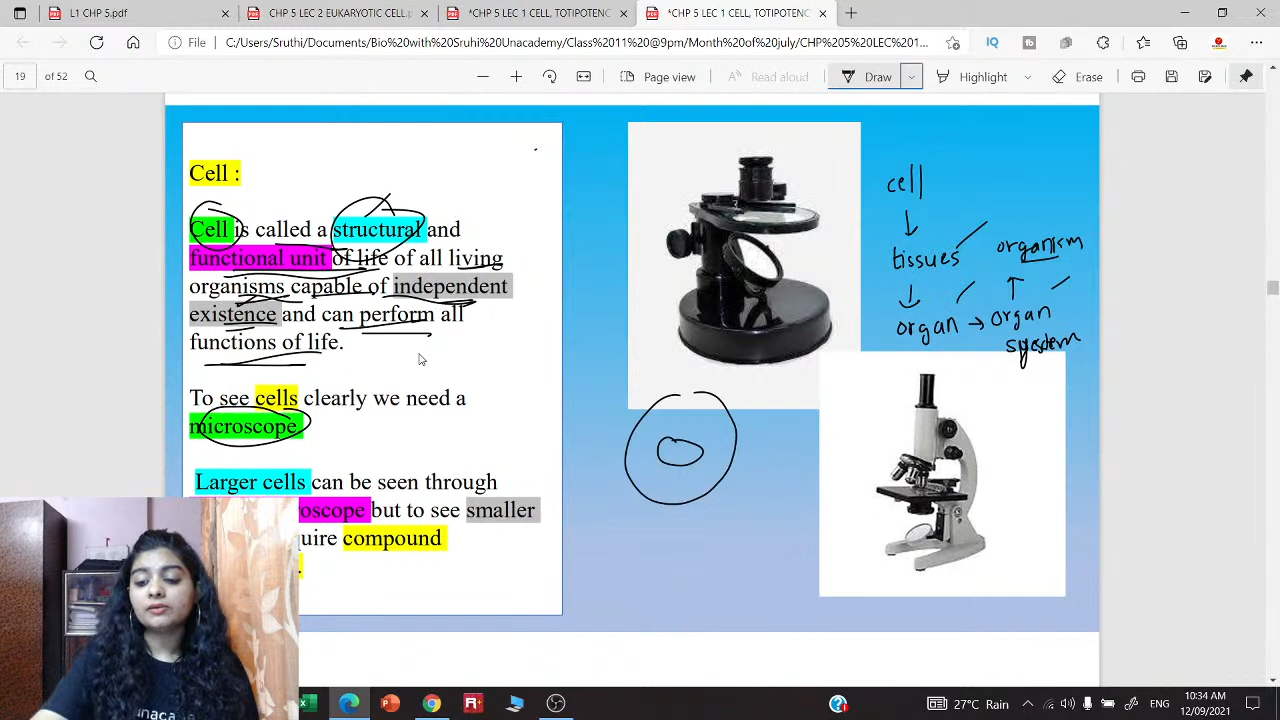 L1 CHP 5.pdf
CHP 5 LEC 2 EUKARYOTIC CELL.p
*CHP 5 LEC 1 CELL, TOTIPOTENC
*CHP 5 LEC 1 CELL, TOTIPOTENC
File
C:/Users/Sruthi/Documents/Bio%20with%20Sruhi%20Unacademy/Class%2011%20@9pm/Month%20of%20july/CHP%205%20LEC%201...
19 of 52
Page view
Read aloud
Draw
Highlight
Erase
Cell :
Cell is called a structural and
functional unit of life of all living
organisms capable of independent
existence and can perform all
functions of life.
To see cells clearly we need a
microscope
Larger cells can be seen through
roscope but to see smaller
quire compound
cell
tissues
organ → organ
system
organism
27°C Rain
ENG
10:34 AM
12/09/2021